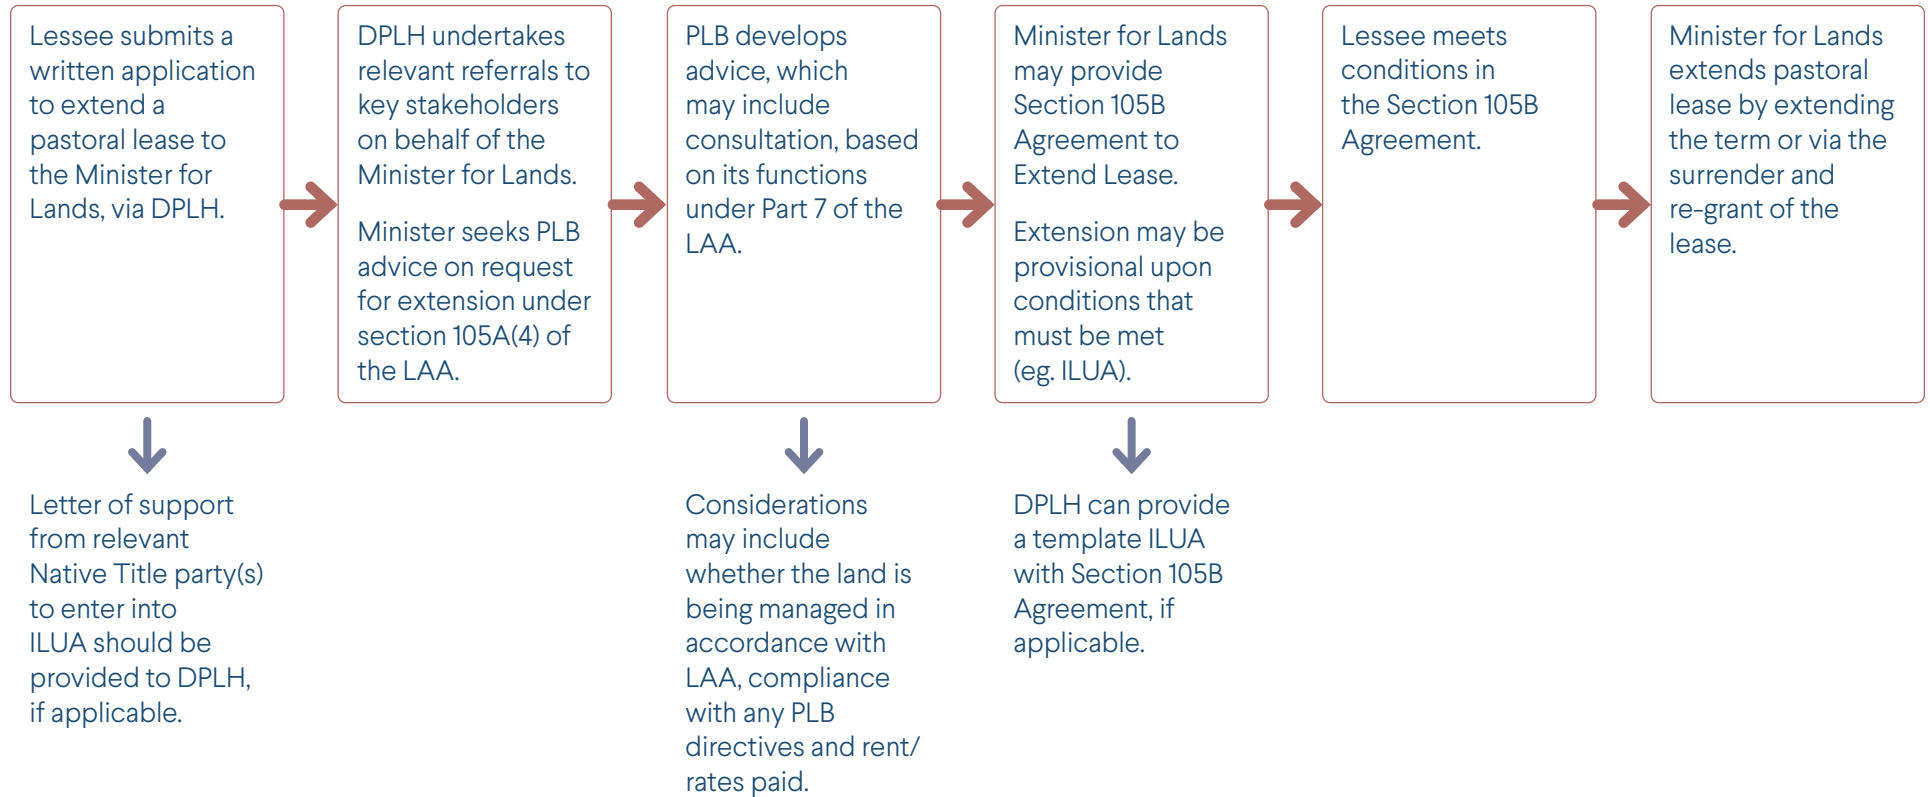 Lessee submits a
written application
to extend a
pastoral lease to
the Minister for
Lands, via DPLH.
DPLH undertakes
relevant referrals to
key stakeholders
on behalf of the
Minister for Lands.
Minister seeks PLB
advice on request
for extension under
section 105A(4) of
the LAA.
PLB develops
advice, which
may include
consultation, based
on its functions
under Part 7 of the
LAA.
Minister for Lands
may provide
Section 105B
Agreement to
Extend Lease.
Extension may be
provisional upon
conditions that
must be met
(eg. ILUA).
Lessee meets
conditions in
the Section 105B
Agreement.
Minister for Lands
extends pastoral
lease by extending
the term or via the
surrender and
re-grant of the
lease.
Letter of support
from relevant
Native Title party(s)
to enter into
ILUA should be
provided to DPLH,
if applicable.
Considerations
may include
whether the land is
being managed in
accordance with
LAA, compliance
with any PLB
directives and rent/
rates paid.
DPLH can provide
a template ILUA
with Section 105B
Agreement, if
applicable.